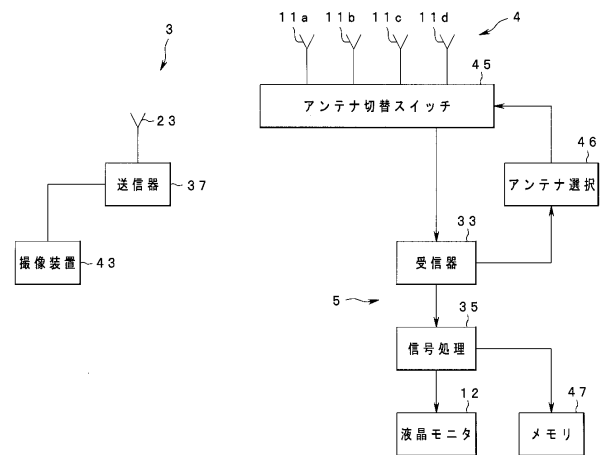 11a 11b 11c 11d
3
4
45
アンテナ切替スイッチ
23
46
送信器
37
アンテナ選択
33
撮像装置
43
受信器
5
35
信号処理
12
47
液晶モニタ
メモリ